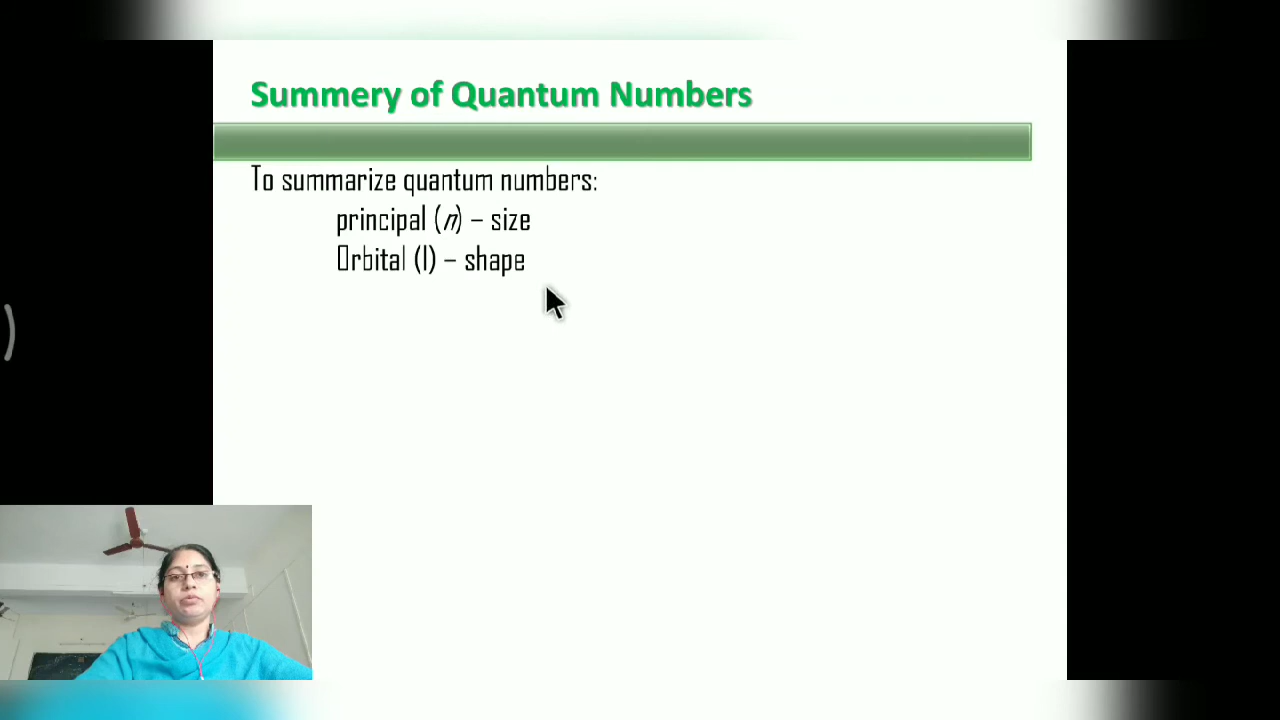 Summery of Quantum Numbers
To summarize quantum numbers:
principal (n) – size
Orbital (l) – shape